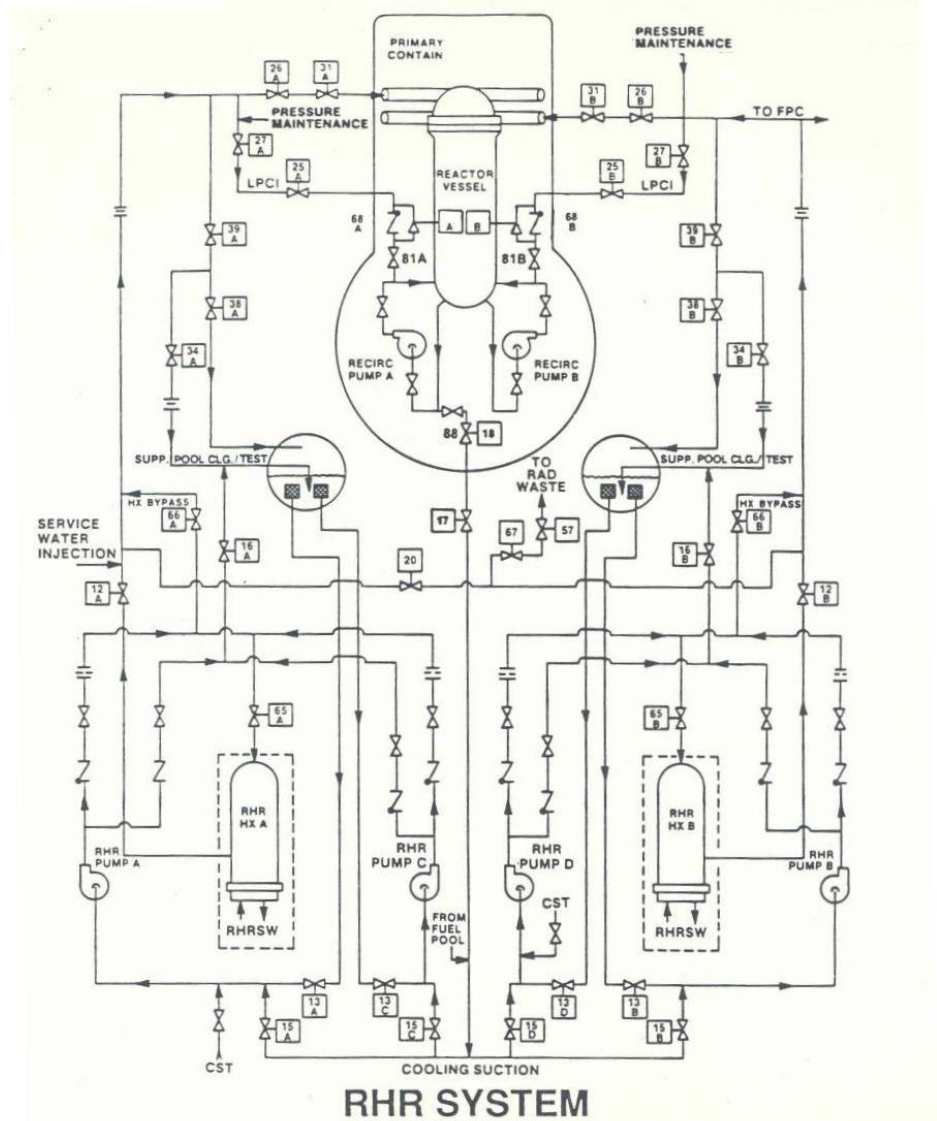 PRIMARY
CONTAIN
PRESSURE
MAINTENANCE
26
A
31
A
31
B
26
B
PRESSURE
MAINTENANCE
TO FPC
27
A
25
A
LPCI
REACTOR
VESSEL
25
B
27
B
LPCI
68
A
A
B
68
B
39
A
39
B
81A
81B
38
A
38
B
34
A
34
B
RECIRC
PUMP A
RECIRC
PUMP B
88
18
SUPP. POOL CLG./TEST
SUPP. POOL CLG./TEST
TO
RAD
WASTE
HX BYPASS
HX BYPASS
66
A
66
B
17
67
57
SERVICE
WATER
INJECTION
16
A
16
B
20
12
A
12
B
65
A
65
B
RHR
HX A
RHR
HX B
RHR
PUMP A
RHR
PUMP C
RHR
PUMP D
RHR
PUMP B
RHRSW
RHRSW
FROM
FUEL
POOL
CST
13
A
13
C
13
D
13
B
15
A
15
C
15
D
15
B
CST
COOLING SUCTION
RHR SYSTEM